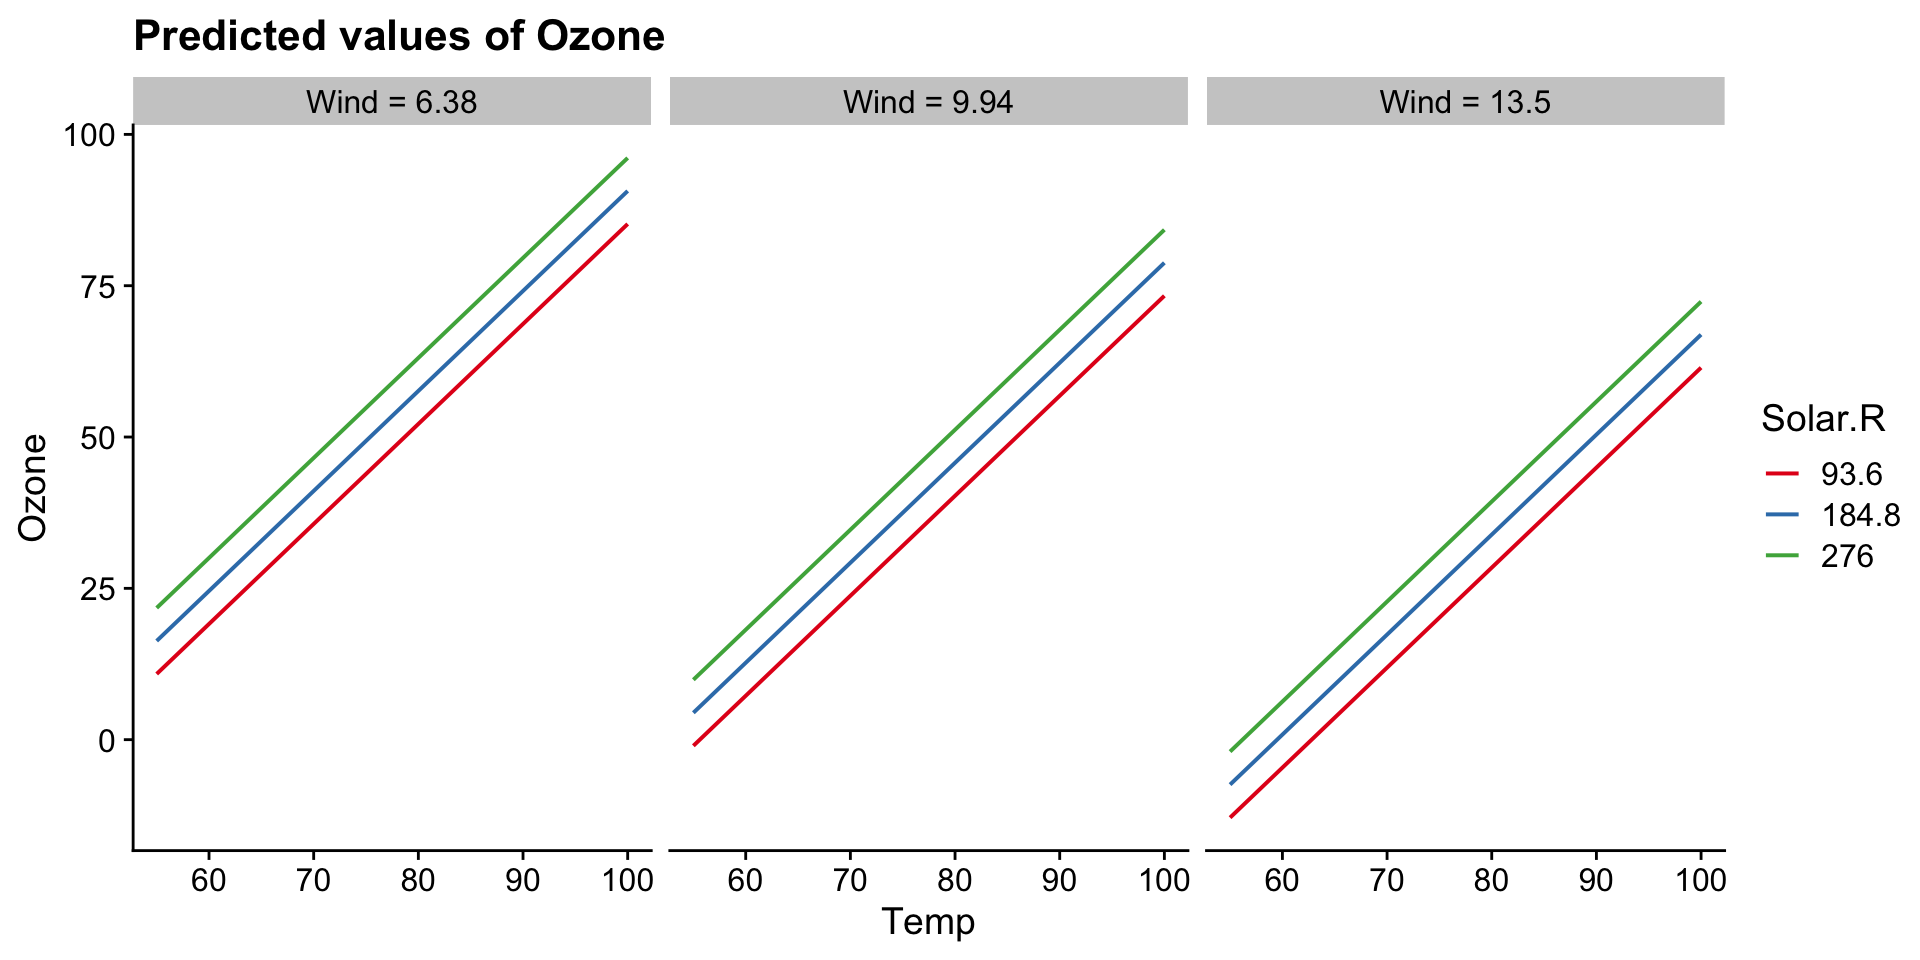 Predicted values of Ozone
Wind = 6.38
Wind = 9.94
Wind = 13.5
100
75
50
25
0
Ozone
60 70 80 90 100
60 70 80 90 100
60 70 80 90 100
Temp
Solar.R
93.6
184.8
276